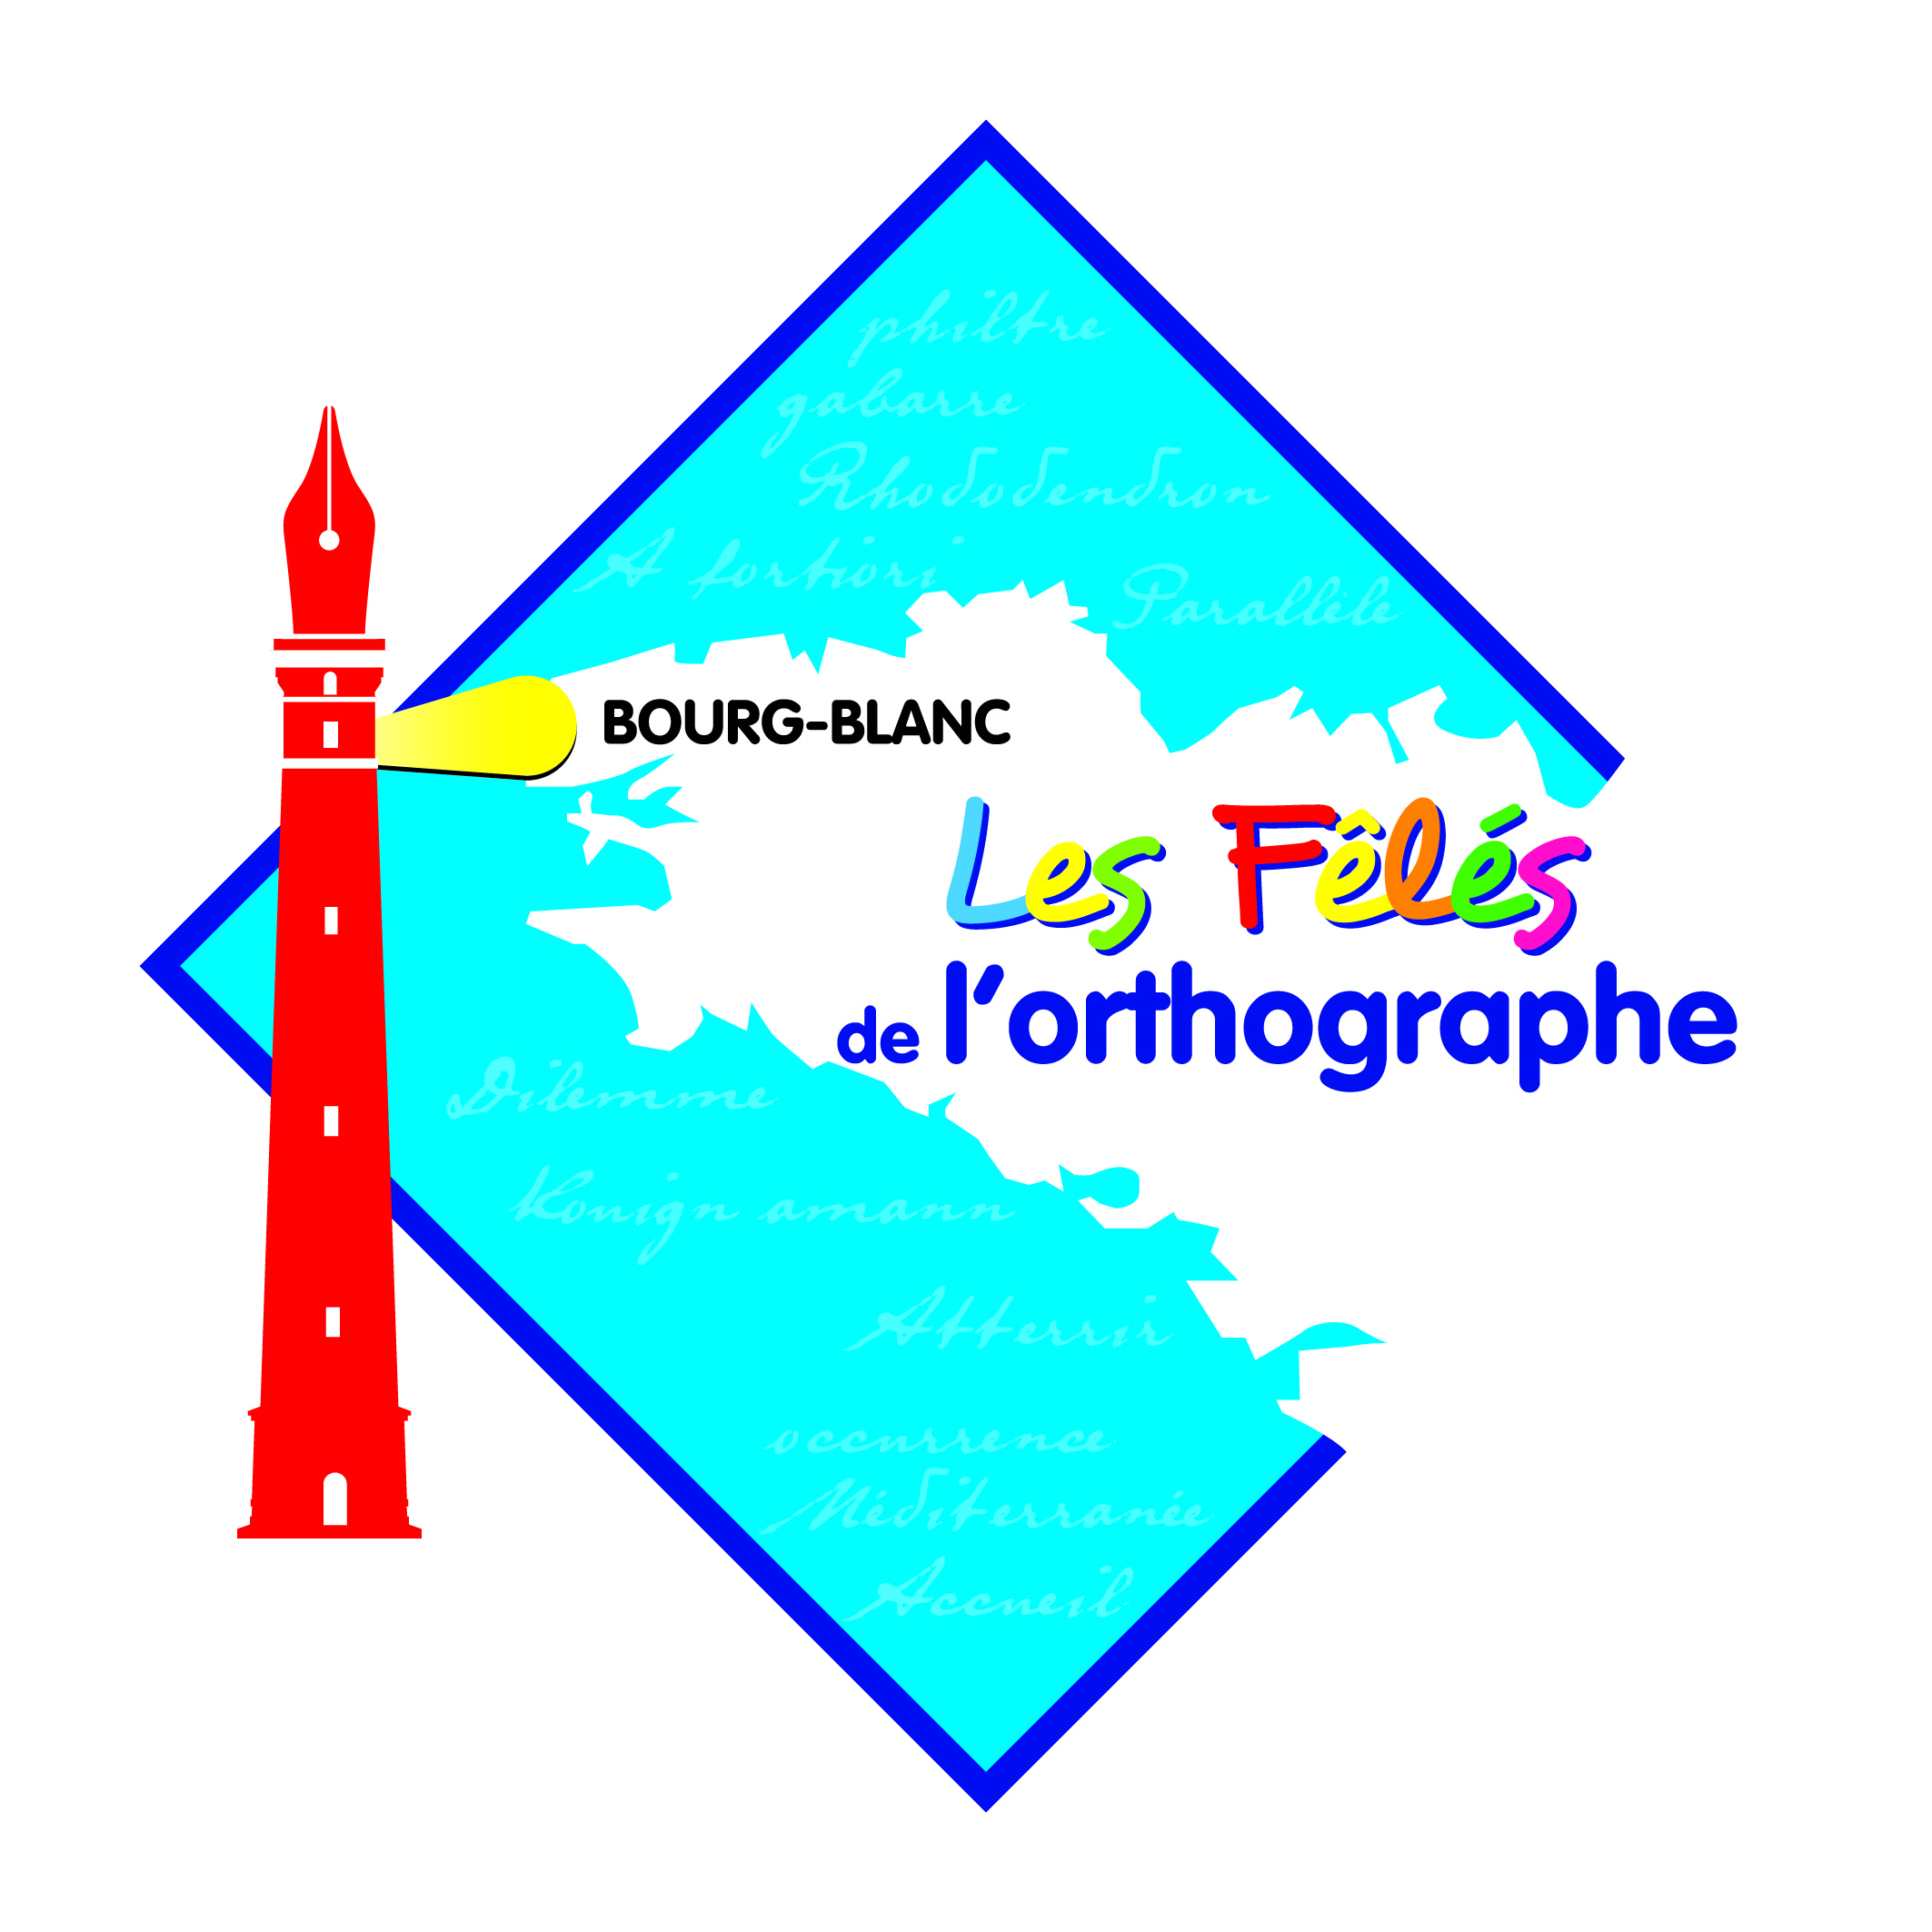 philtre
gabarre
Rhododendron
A fortiori
Parallèle
BOURG-BLANC
Les Fêlés
de l'orthographe
Dilemme
Kouign amann
Atterrir
occurrence
Méditerranée
Accueil